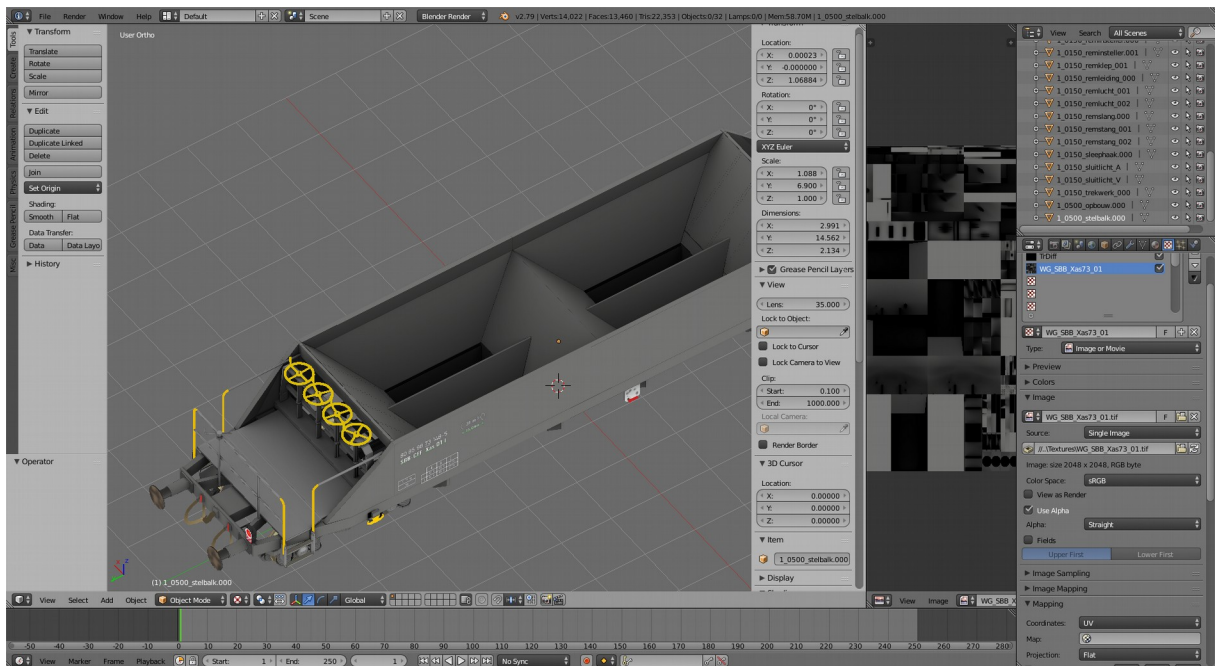 File Render Window Help Default Scene Blender Render v2.79 | Verts:14,022 | Faces:13,460 | Tris:22,353 | Objects:0/32 | Lamps:0/0 | Mem:58.70M | 1_0500_stelbalk.000
Tools
Create
Relations
Animation
Physics
Grease Pencil
Misc
Transform
Translate
Rotate
Scale
Mirror
Edit
Duplicate
Duplicate Linked
Delete
Join
Set Origin
Shading:
Smooth Flat
Data Transfer:
Data Data Layo
History
Operator
User Ortho
(1) 1_0500_stelbalk.000
Transform
Location:
X: 0.00023
Y: -0.000000
Z: 1.06884
Rotation:
X: 0°
Y: 0°
Z: 0°
XYZ Euler
Scale:
X: 1.088
Y: 6.900
Z: 1.000
Dimensions:
X: 2.991
Y: 14.562
Z: 2.134
Grease Pencil Layers
View
Lens: 35.000
Lock to Object:
Lock to Cursor
Lock Camera to View
Clip:
Start: 0.100
End: 1000.000
Local Camera:
Render Border
3D Cursor
Location:
X: 0.00000
Y: 0.00000
Z: 0.00000
Item
1_0500_stelbalk.000
Display
View Select Add Object Object Mode Global
View Image WG_SBB_X
-50 -40 -30 -20 -10 0 10 20 30 40 50 60 70 80 90 100 110 120 130 140 150 160 170 180 190 200 210 220 230 240 250 260 270 280
View Marker Frame Playback Start: 1 End: 250 1 No Sync
View Search All Scenes
1_0150_reminsteller.001
1_0150_remklep_001
1_0150_remleiding_000
1_0150_remlucht_001
1_0150_remlucht_002
1_0150_remslang.000
1_0150_remstang_001
1_0150_remstang_002
1_0150_sleephaak.000
1_0150_sluitlicht_A
1_0150_sluitlicht_V
1_0150_trekwerk_000
1_0500_opbouw.000
1_0500_stelbalk.000
TrDiff
WG_SBB_Xas73_01
WG_SBB_Xas73_01 F
Type: Image or Movie
Preview
Colors
Image
WG_SBB_Xas73_01.tif F
Source: Single Image
//..\Textures\WG_SBB_Xas73_01.tif
Image: size 2048 x 2048, RGB byte
Color Space: sRGB
View as Render
Use Alpha
Alpha: Straight
Fields
Upper First Lower First
Image Sampling
Image Mapping
Mapping
Coordinates: UV
Map:
Projection: Flat